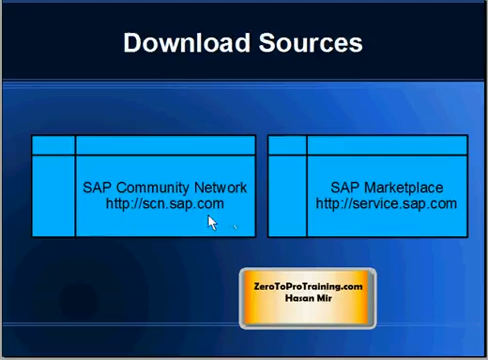 Download Sources
SAP Community Network
http://scn.sap.com
SAP Marketplace
http://service.sap.com
ZeroToProTraining.com
Hasan Mir